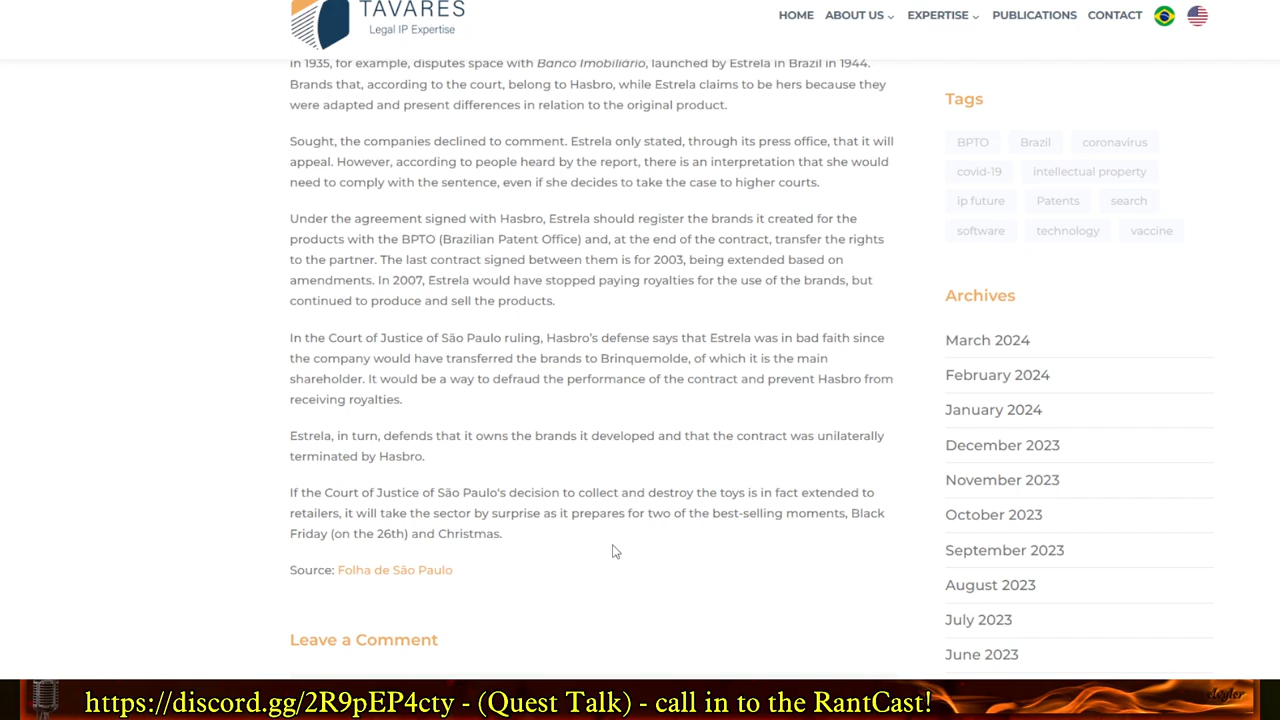 TAVARES
Legal IP Expertise
HOME ABOUT US EXPERTISE PUBLICATIONS CONTACT
in 1935, for example, disputes space with Banco Imobiliário, launched by Estrela in Brazil in 1944.
Brands that, according to the court, belong to Hasbro, while Estrela claims to be hers because they
were adapted and present differences in relation to the original product.
Sought, the companies declined to comment. Estrela only stated, through its press office, that it will
appeal. However, according to people heard by the report, there is an interpretation that she would
need to comply with the sentence, even if she decides to take the case to higher courts.
Under the agreement signed with Hasbro, Estrela should register the brands it created for the
products with the BPTO (Brazilian Patent Office) and, at the end of the contract, transfer the rights
to the partner. The last contract signed between them is for 2003, being extended based on
amendments. In 2007, Estrela would have stopped paying royalties for the use of the brands, but
continued to produce and sell the products.
In the Court of Justice of São Paulo ruling, Hasbro's defense says that Estrela was in bad faith since
the company would have transferred the brands to Brinquemolde, of which it is the main
shareholder. It would be a way to defraud the performance of the contract and prevent Hasbro from
receiving royalties.
Estrela, in turn, defends that it owns the brands it developed and that the contract was unilaterally
terminated by Hasbro.
If the Court of Justice of São Paulo's decision to collect and destroy the toys is in fact extended to
retailers, it will take the sector by surprise as it prepares for two of the best-selling moments, Black
Friday (on the 26th) and Christmas.
Source: Folha de São Paulo
Leave a Comment
Tags
BPTO Brazil coronavirus
covid-19 intellectual property
ip future Patents search
software technology vaccine
Archives
March 2024
February 2024
January 2024
December 2023
November 2023
October 2023
September 2023
August 2023
July 2023
June 2023
https://discord.gg/2R9pEP4cty - (Quest Talk) - call in to the RantCast!